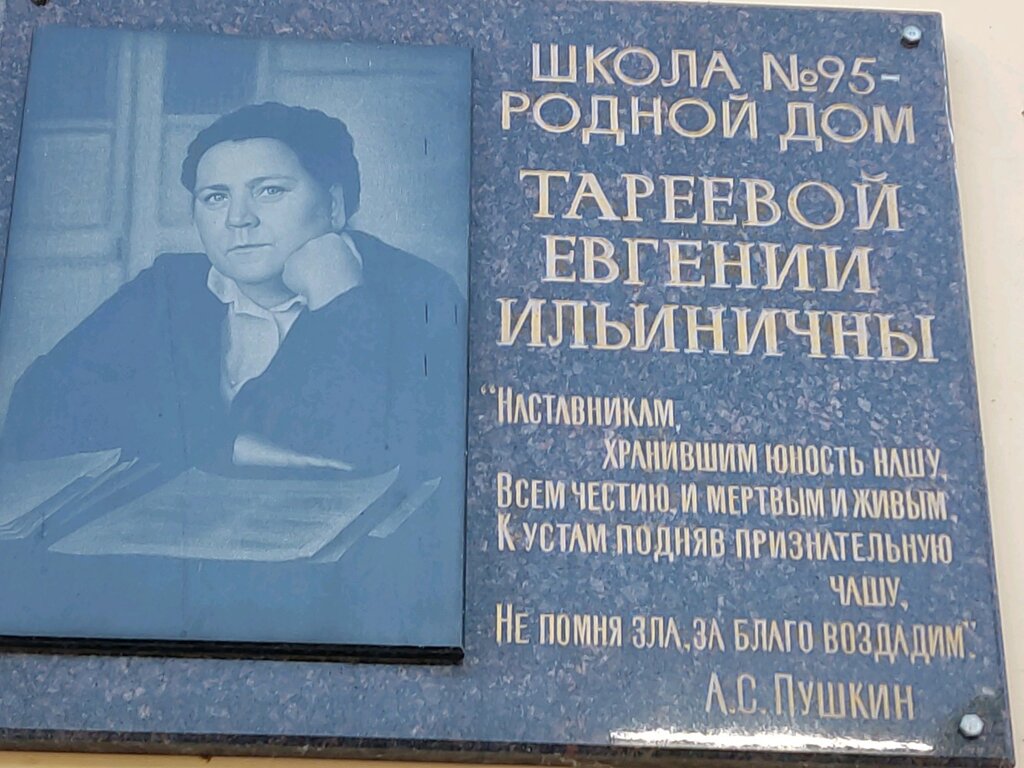 ШКОЛА №95-
РОДНОЙ ДОМ
ТАРЕЕВОЙ
ЕВГЕНИИ
ИЛЬИНИЧНЫ
"НАСТАВНИКАМ,
ХРАНИВШИМ ЮНОСТЬ НАШУ,
ВСЕМ ЧЕСТИЮ, И МЕРТВЫМ И ЖИВЫМ,
К УСТАМ ПОДНЯВ ПРИЗНАТЕЛЬНУЮ
ЧАШУ,
НЕ ПОМНЯ ЗЛА, ЗА БЛАГО ВОЗДАДИМ".
А.С. ПУШКИН